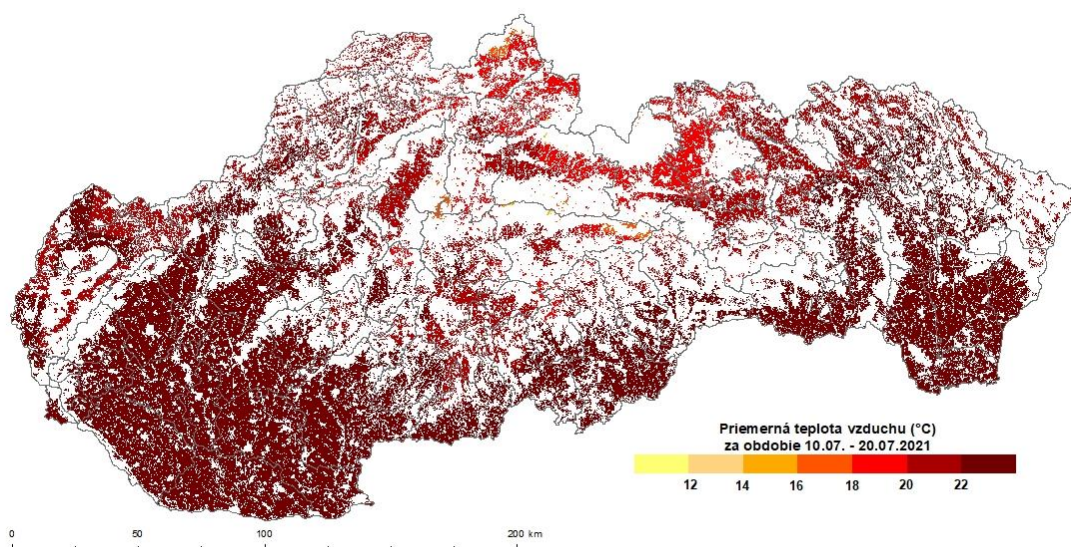 Priemerná teplota vzduchu (°C)
za obdobie 10.07. - 20.07.2021
12 14 16 18 20 22
0 50 100 200 km